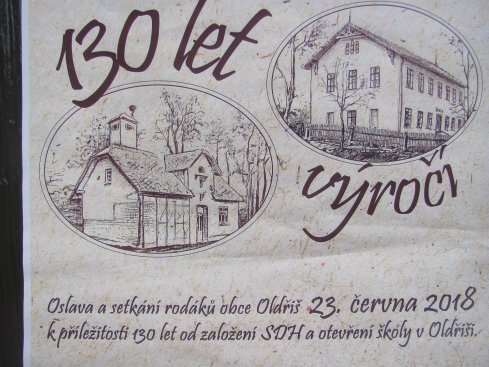 130 let
výročí
Oslava a setkání rodáků obce Oldřiš 23. června 2018
k příležitosti 130 let od založení SDH a otevření školy v Oldřiši.